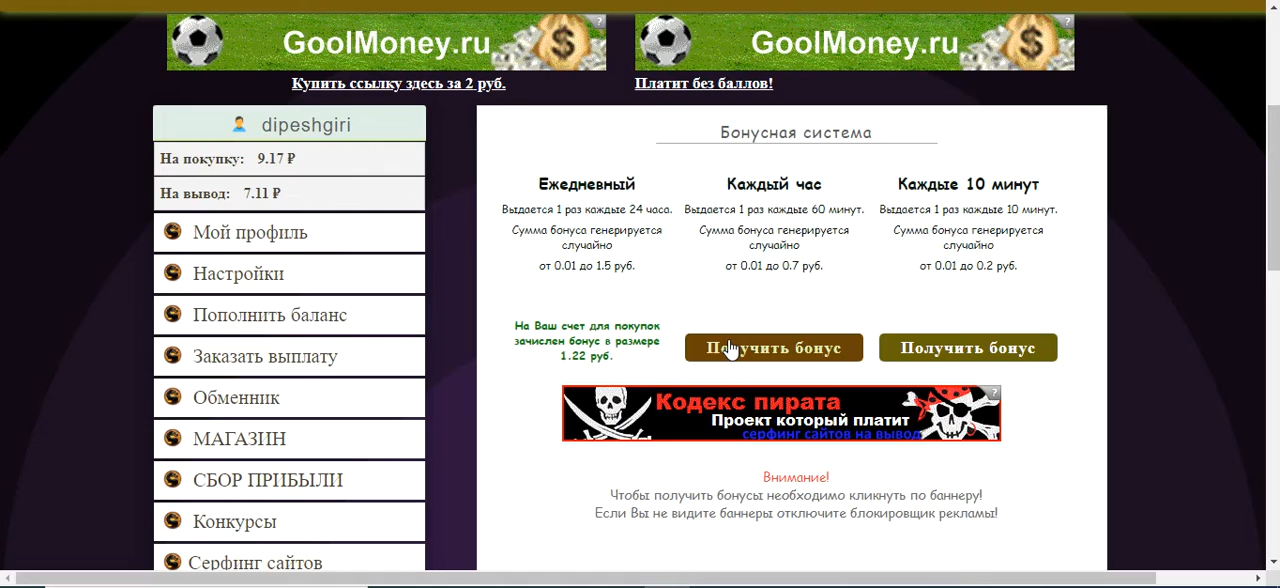 GoolMoney.ru
?
GoolMoney.ru
?
Купить ссылку здесь за 2 руб.
Платит без баллов!
dipeshgiri
На покупку: 9.17 ₽
На вывод: 7.11 ₽
Мой профиль
Настройки
Пополнить баланс
Заказать выплату
Обменник
МАГАЗИН
СБОР ПРИБЫЛИ
Конкурсы
Серфинг сайтов
Бонусная система
Ежедневный
Выдается 1 раз каждые 24 часа.
Сумма бонуса генерируется
случайно
от 0.01 до 1.5 руб.
На Ваш счет для покупок
зачислен бонус в размере
1.22 руб.
Каждый час
Выдается 1 раз каждые 60 минут.
Сумма бонуса генерируется
случайно
от 0.01 до 0.7 руб.
Получить бонус
Каждые 10 минут
Выдается 1 раз каждые 10 минут.
Сумма бонуса генерируется
случайно
от 0.01 до 0.2 руб.
Получить бонус
Кодекс пирата
?
Проект который платит
серфинг сайтов на вывод
Внимание!
Чтобы получить бонусы необходимо кликнуть по баннеру!
Если Вы не видите баннеры отключите блокировщик рекламы!